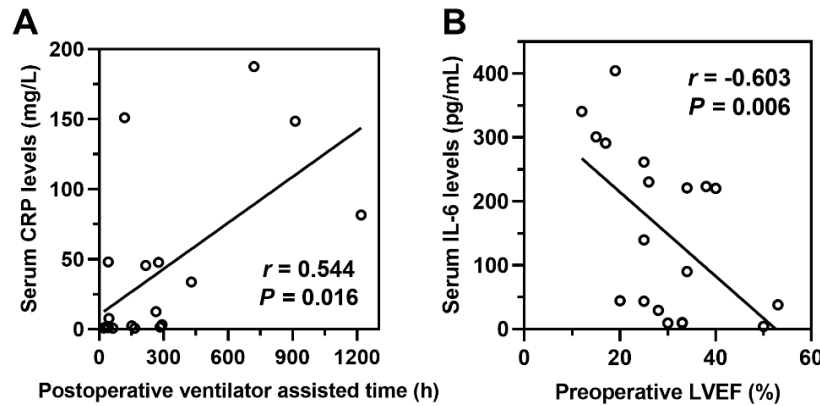 A
Serum CRP levels (mg/L)
200
150
100
50
0
r = 0.544
P = 0.016
0 300 600 900 1200
Postoperative ventilator assisted time (h)
B
Serum IL-6 levels (pg/mL)
400
300
200
100
0
r = -0.603
P = 0.006
0 20 40 60
Preoperative LVEF (%)